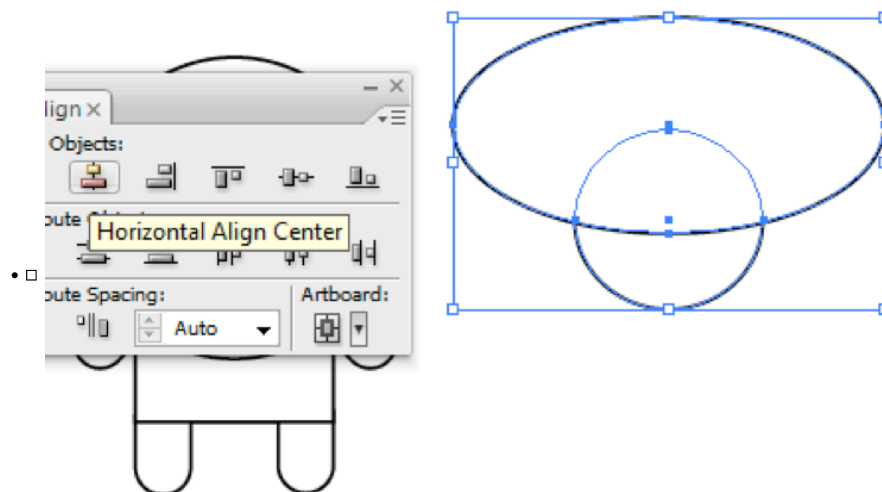 lign
Objects:
Horizontal Align Center
oute Spacing:
Artboard:
Auto